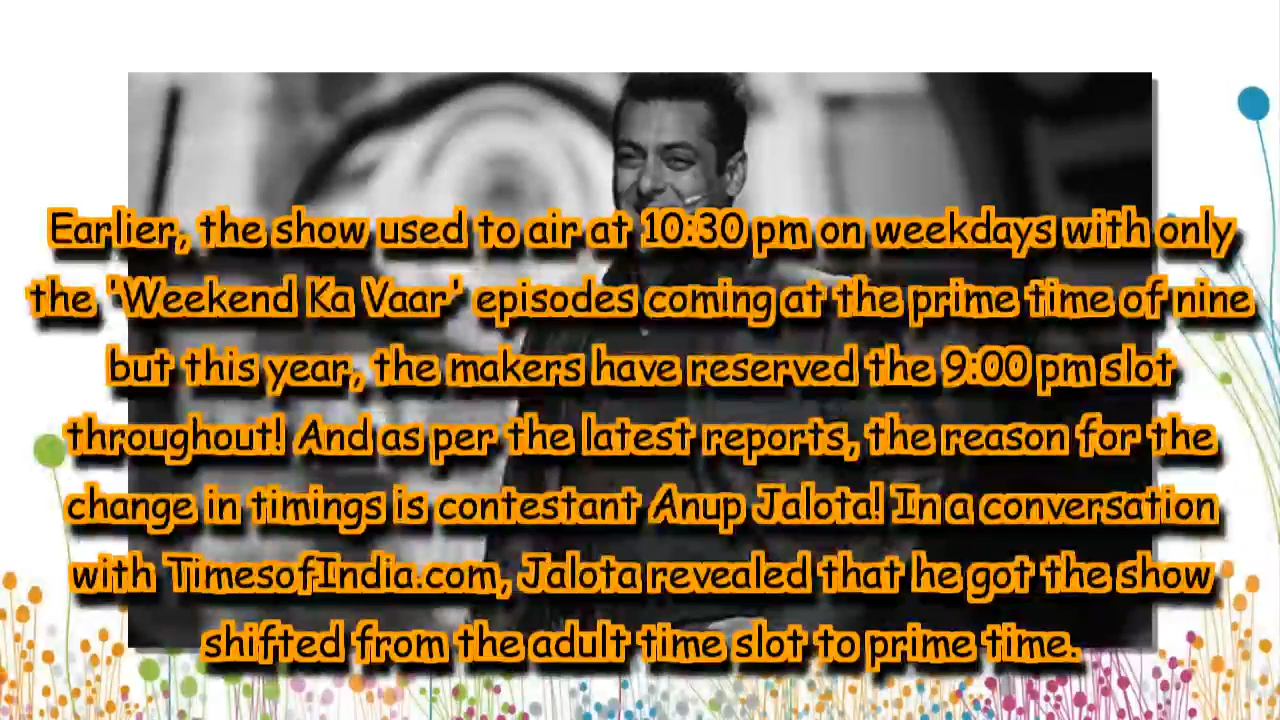 Earlier, the show used to air at 10:30 pm on weekdays with only
the 'Weekend Ka Vaar' episodes coming at the prime time of nine
but this year, the makers have reserved the 9:00 pm slot
throughout! And as per the latest reports, the reason for the
change in timings is contestant Anup Jalota! In a conversation
with TimesofIndia.com, Jalota revealed that he got the show
shifted from the adult time slot to prime time.